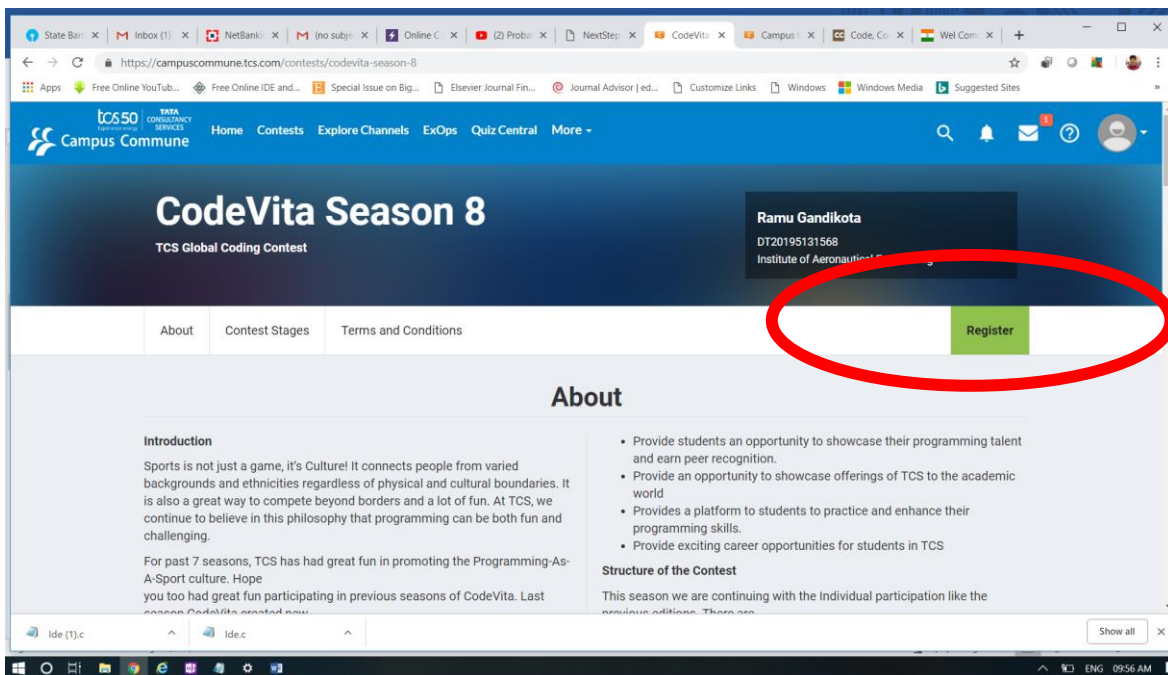 State Ban
Inbox (1)
NetBankin
(no subje
Online C
(2) Probal
NextStep
CodeVita
Campus
Code, Co
Wel Com
https://campuscommune.tcs.com/contests/codevita-season-8
Apps
Free Online YouTub...
Free Online IDE and...
Special Issue on Big...
Elsevier Journal Fin...
Journal Advisor | ed...
Customize Links
Windows
Windows Media
Suggested Sites
tcs50 TATA CONSULTANCY SERVICES
Campus Commune
Home Contests Explore Channels ExOps Quiz Central More
1
CodeVita Season 8
TCS Global Coding Contest
Ramu Gandikota
DT20195131568
Institute of Aeronautical
About Contest Stages Terms and Conditions
Register
About
Introduction
Sports is not just a game, it's Culture! It connects people from varied
backgrounds and ethnicities regardless of physical and cultural boundaries. It
is also a great way to compete beyond borders and a lot of fun. At TCS, we
continue to believe in this philosophy that programming can be both fun and
challenging.
For past 7 seasons, TCS has had great fun in promoting the Programming-As-
A-Sport culture. Hope
you too had great fun participating in previous seasons of CodeVita. Last
season CodeVita created new
• Provide students an opportunity to showcase their programming talent
and earn peer recognition.
• Provide an opportunity to showcase offerings of TCS to the academic
world
• Provides a platform to students to practice and enhance their
programming skills.
• Provide exciting career opportunities for students in TCS
Structure of the Contest
This season we are continuing with the Individual participation like the
previous editions. There are
Ide (1).c
Ide.c
Show all
ENG 09:56 AM